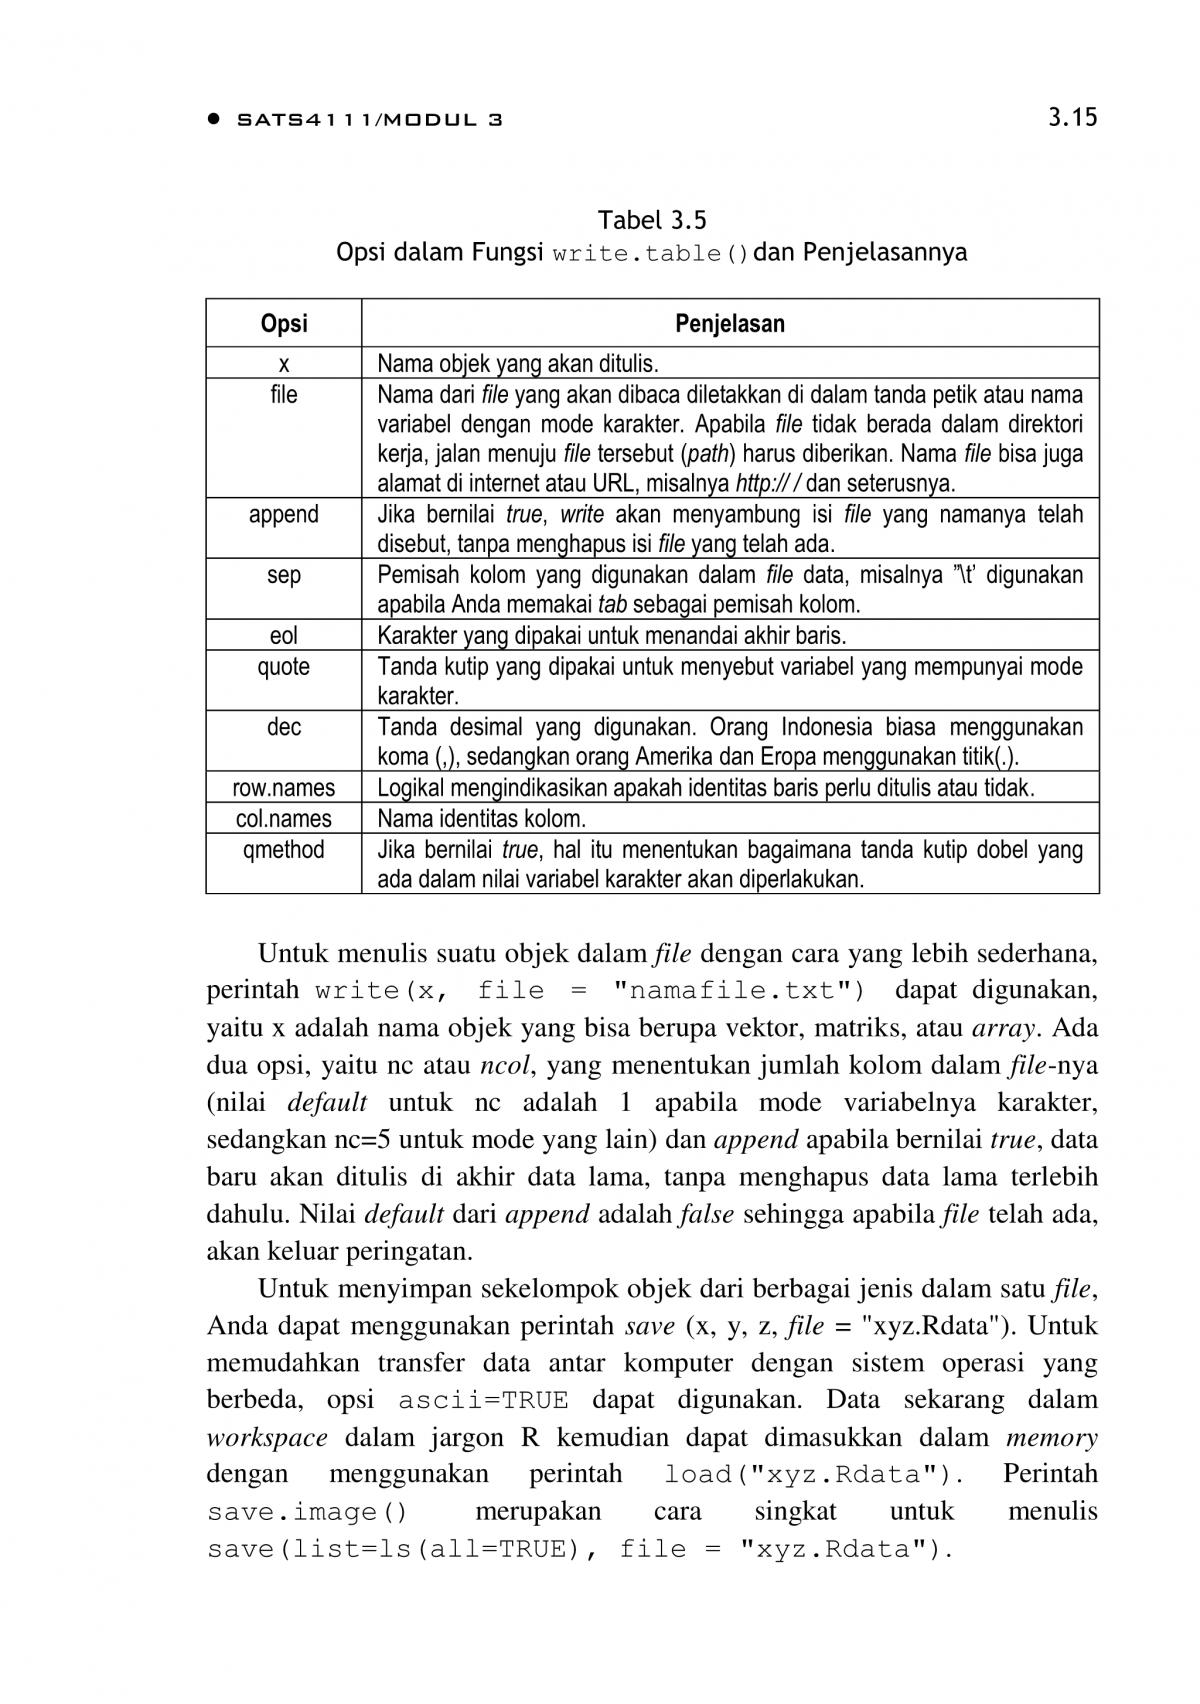 ● SATS4111/MODUL 3 3.15
Tabel 3.5
Opsi dalam Fungsi write.table()dan Penjelasannya
Opsi Penjelasan
x Nama objek yang akan ditulis.
file Nama dari file yang akan dibaca diletakkan di dalam tanda petik atau nama
variabel dengan mode karakter. Apabila file tidak berada dalam direktori
kerja, jalan menuju file tersebut (path) harus diberikan. Nama file bisa juga
alamat di internet atau URL, misalnya http:// / dan seterusnya.
append Jika bernilai true, write akan menyambung isi file yang namanya telah
disebut, tanpa menghapus isi file yang telah ada.
sep Pemisah kolom yang digunakan dalam file data, misalnya ”\t’ digunakan
apabila Anda memakai tab sebagai pemisah kolom.
eol Karakter yang dipakai untuk menandai akhir baris.
quote Tanda kutip yang dipakai untuk menyebut variabel yang mempunyai mode
karakter.
dec Tanda desimal yang digunakan. Orang Indonesia biasa menggunakan
koma (,), sedangkan orang Amerika dan Eropa menggunakan titik(.).
row.names Logikal mengindikasikan apakah identitas baris perlu ditulis atau tidak.
col.names Nama identitas kolom.
qmethod Jika bernilai true, hal itu menentukan bagaimana tanda kutip dobel yang
ada dalam nilai variabel karakter akan diperlakukan.
Untuk menulis suatu objek dalam file dengan cara yang lebih sederhana,
perintah write(x, file = "namafile.txt") dapat digunakan,
yaitu x adalah nama objek yang bisa berupa vektor, matriks, atau array. Ada
dua opsi, yaitu nc atau ncol, yang menentukan jumlah kolom dalam file-nya
(nilai default untuk nc adalah 1 apabila mode variabelnya karakter,
sedangkan nc=5 untuk mode yang lain) dan append apabila bernilai true, data
baru akan ditulis di akhir data lama, tanpa menghapus data lama terlebih
dahulu. Nilai default dari append adalah false sehingga apabila file telah ada,
akan keluar peringatan.
Untuk menyimpan sekelompok objek dari berbagai jenis dalam satu file,
Anda dapat menggunakan perintah save (x, y, z, file = "xyz.Rdata"). Untuk
memudahkan transfer data antar komputer dengan sistem operasi yang
berbeda, opsi ascii=TRUE dapat digunakan. Data sekarang dalam
workspace dalam jargon R kemudian dapat dimasukkan dalam memory
dengan menggunakan perintah load("xyz.Rdata"). Perintah
save.image() merupakan cara singkat untuk menulis
save(list=ls(all=TRUE), file = "xyz.Rdata").